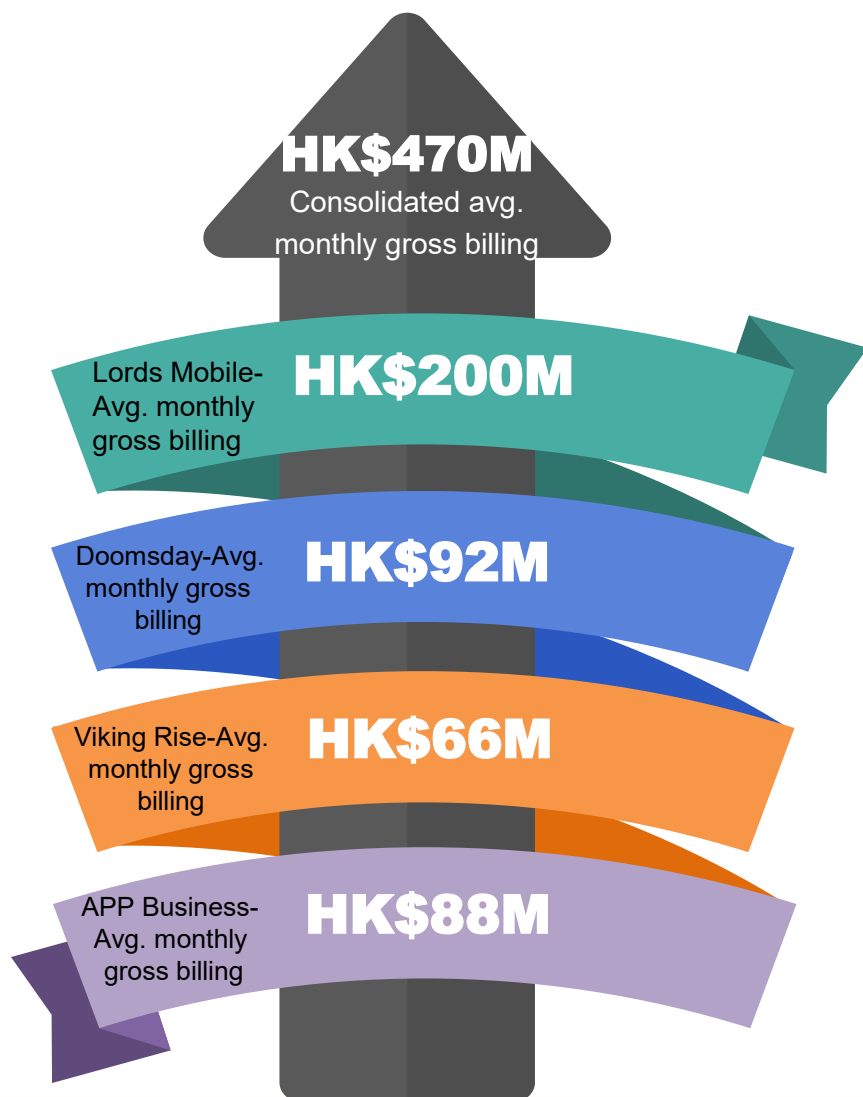 HK$470M
Consolidated avg.
monthly gross billing
Lords Mobile-
Avg. monthly
gross billing
HK$200M
Doomsday-Avg.
monthly gross
billing
HK$92M
Viking Rise-Avg.
monthly gross
billing
HK$66M
APP Business-
Avg. monthly
gross billing
HK$88M